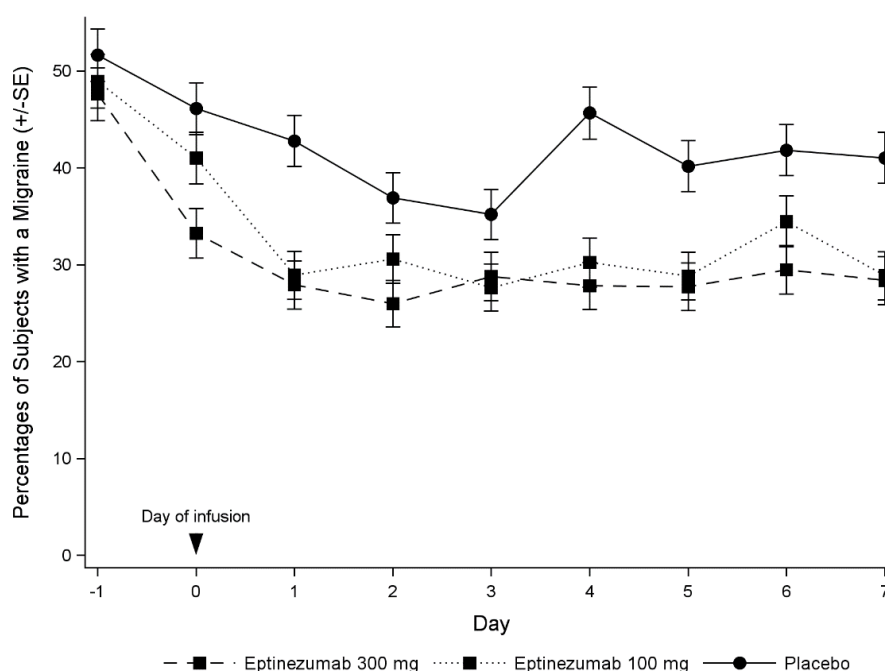 Percentages of Subjects with a Migraine (+/-SE)
50
40
30
20
10
0
Day of infusion
-1 0 1 2 3 4 5 6 7
Day
Eptinezumab 300 mg Eptinezumab 100 mg Placebo